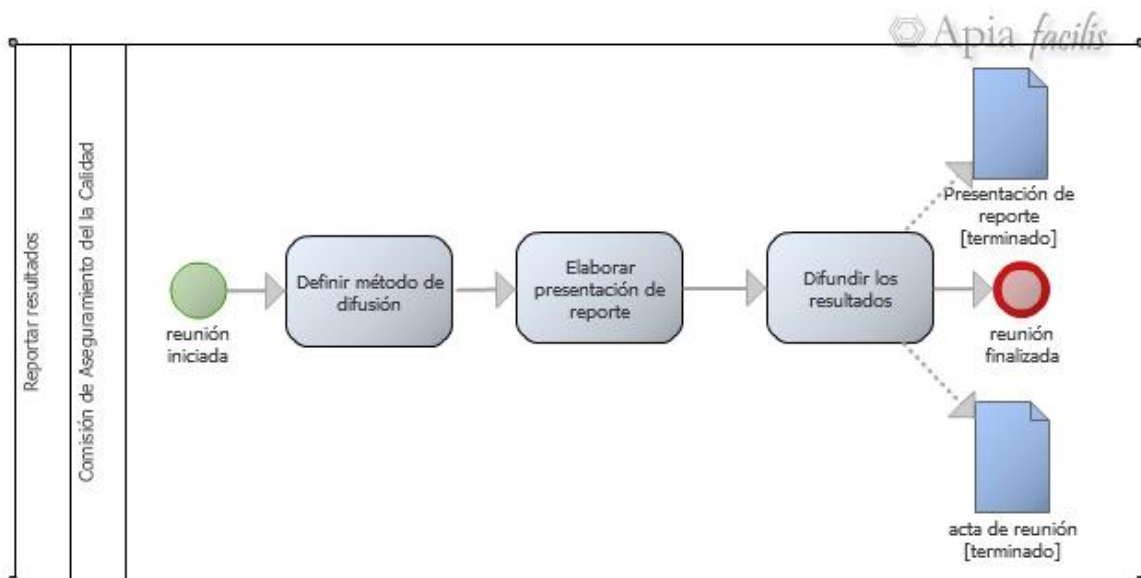 Apia facilis
Reportar resultados
Comisión de Aseguramiento del la Calidad
reunión
iniciada
Definir método de
difusión
Elaborar
presentación de
reporte
Difundir los
resultados
Presentación de
reporte
[terminado]
reunión
finalizada
acta de reunión
[terminado]